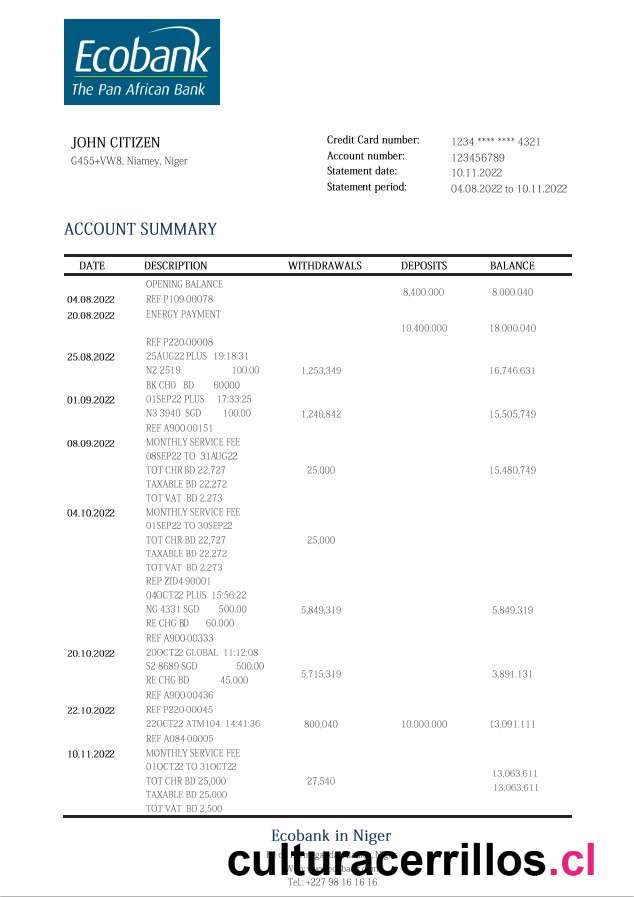 Ecobank
The Pan African Bank
JOHN CITIZEN
G455+VW8, Niamey, Niger
Credit Card number: 1234 **** **** 4321
Account number: 123456789
Statement date: 10.11.2022
Statement period: 04.08.2022 to 10.11.2022
ACCOUNT SUMMARY
DATE DESCRIPTION WITHDRAWALS DEPOSITS BALANCE
OPENING BALANCE
8.400.000 8.000.040
04.08.2022 REF P109-00078
20.08.2022 ENERGY PAYMENT
10.400.000 18.000.040
REF P220-00008
25.08.2022 25AUG22 PLUS 19:18:31
N2 2519 100.00 1,253,349 16,746.631
BK CH0 BD 60000
01.09.2022 01SEP22 PLUS 17:33:25
N3 3940 SGD 100.00 1,240,842 15,505,749
REF A900-00151
08.09.2022 MONTHLY SERVICE FEE
08SEP22 TO 31AUG22
TOT CHR BD 22,727 25,000 15,480,749
TAXABLE BD 22,272
TOT VAT BD 2,273
04.10.2022 MONTHLY SERVICE FEE
01SEP22 TO 30SEP22
TOT CHR BD 22,727 25,000
TAXABLE BD 22,272
TOT VAT BD 2,273
REP ZID4-90001
04OCT22 PLUS 15:56:22
NG 4331 SGD 500.00 5,849,319 5,849,319
RE CHG BD 60.000
REF A900-00333
20.10.2022 20OCT22 GLOBAL 11:12:08
S2 8689 SGD 500.00
5,715,319 3,891.131
RE CHG BD 45,000
REF A900-00436
22.10.2022 REF P220-00045
22OCT22 ATM104 14:41:36 800,040 10.000.000 13,091.111
REF A084-00005
10.11.2022 MONTHLY SERVICE FEE
01OCT22 TO 31OCT22
13,063,611
TOT CHR BD 25,000 27,540
13,063,611
TAXABLE BD 25,000
TOT VAT BD 2,500
Ecobank in Niger
culturacerrillos.cl
Tel.: +227 98 16 16 16